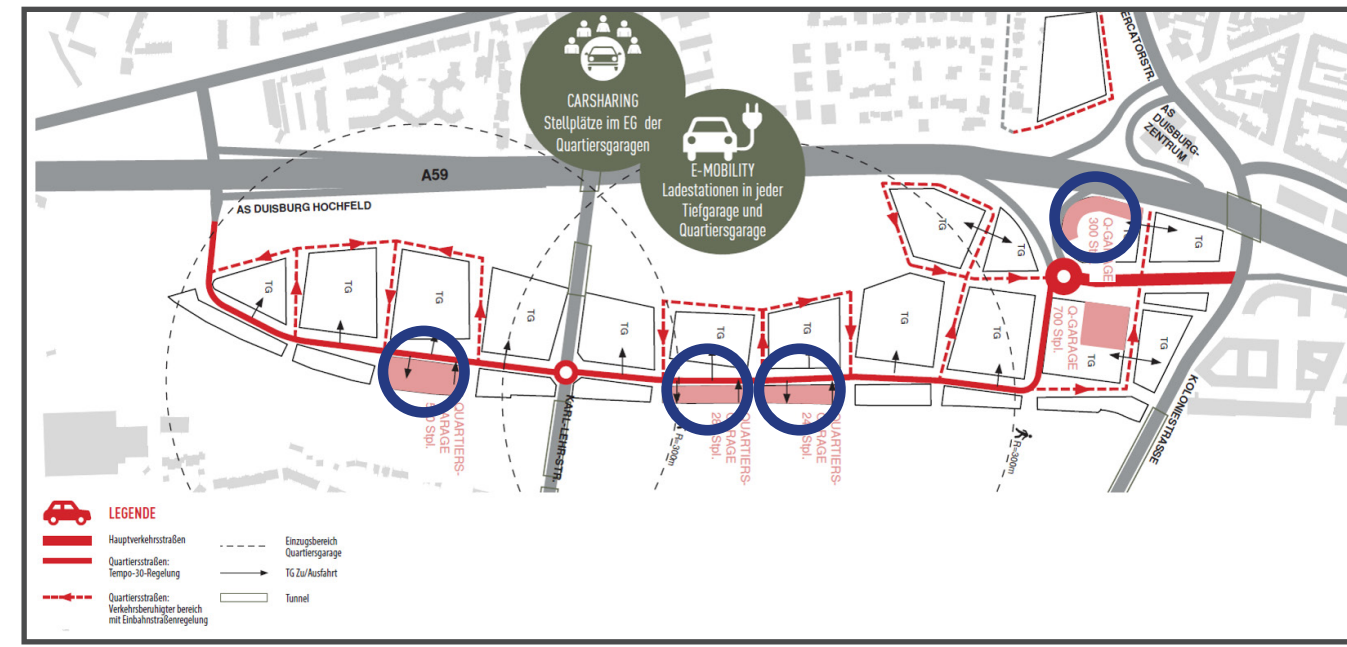 CARSHARING
Stellplätze im EG der
Quartiersgaragen
E-MOBILITY
Ladestationen in jeder
Tiefgarage und
Quartiersgarage
ERCATORSTR.
AS
DUISBURG-
ZENTRUM
A59
AS DUISBURG HOCHFELD
TG
TG
TG
TG
TG
TG
TG
TG
TG
TG
TG
TG
TG
TG
Q-GARAGE
300 Stpl.
Q-GARAGE
700 Stpl.
QUARTIERS-
GARAGE
Stpl.
QUARTIERS-
GARAGE
Stpl.
QUARTIERS-
GARAGE
Stpl.
KARL-LEHR-STR.
R=300m
R=300m
KOLONIESTRASSE
LEGENDE
Hauptverkehrsstraßen
Quartiersstraßen:
Tempo-30-Regelung
Quartiersstraßen:
Verkehrsberuhigter bereich
mit Einbahnstraßenregelung
Einzugsbereich
Quartiersgarage
TG Zu/Ausfahrt
Tunnel